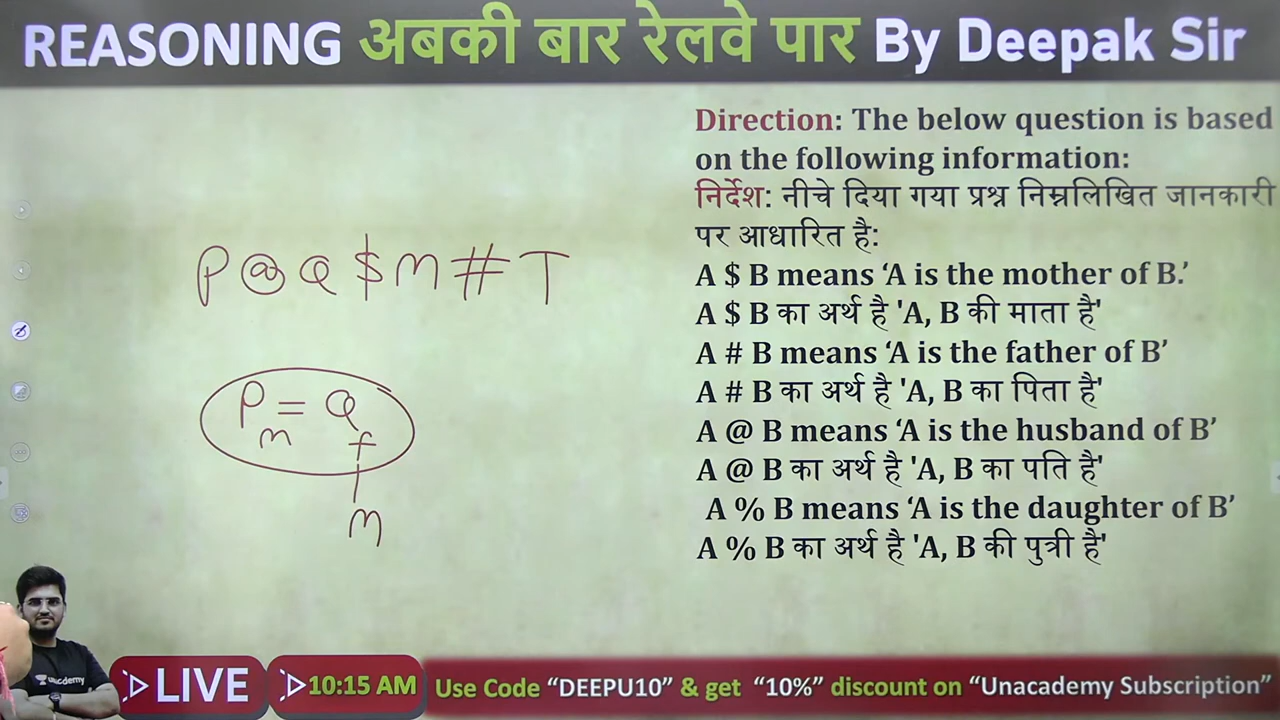 REASONING अबकी बार रेलवे पार By Deepak Sir
P @ Q $ M # T
P = Q
m f
M
Direction: The below question is based
on the following information:
निर्देश: नीचे दिया गया प्रश्न निम्नलिखित जानकारी
पर आधारित है:
A $ B means ‘A is the mother of B.’
A $ B का अर्थ है 'A, B की माता है'
A # B means ‘A is the father of B’
A # B का अर्थ है 'A, B का पिता है'
A @ B means ‘A is the husband of B’
A @ B का अर्थ है 'A, B का पति है'
A % B means ‘A is the daughter of B’
A % B का अर्थ है 'A, B की पुत्री है'
unacademy
LIVE
10:15 AM
Use Code “DEEPU10” & get “10%” discount on “Unacademy Subscription”